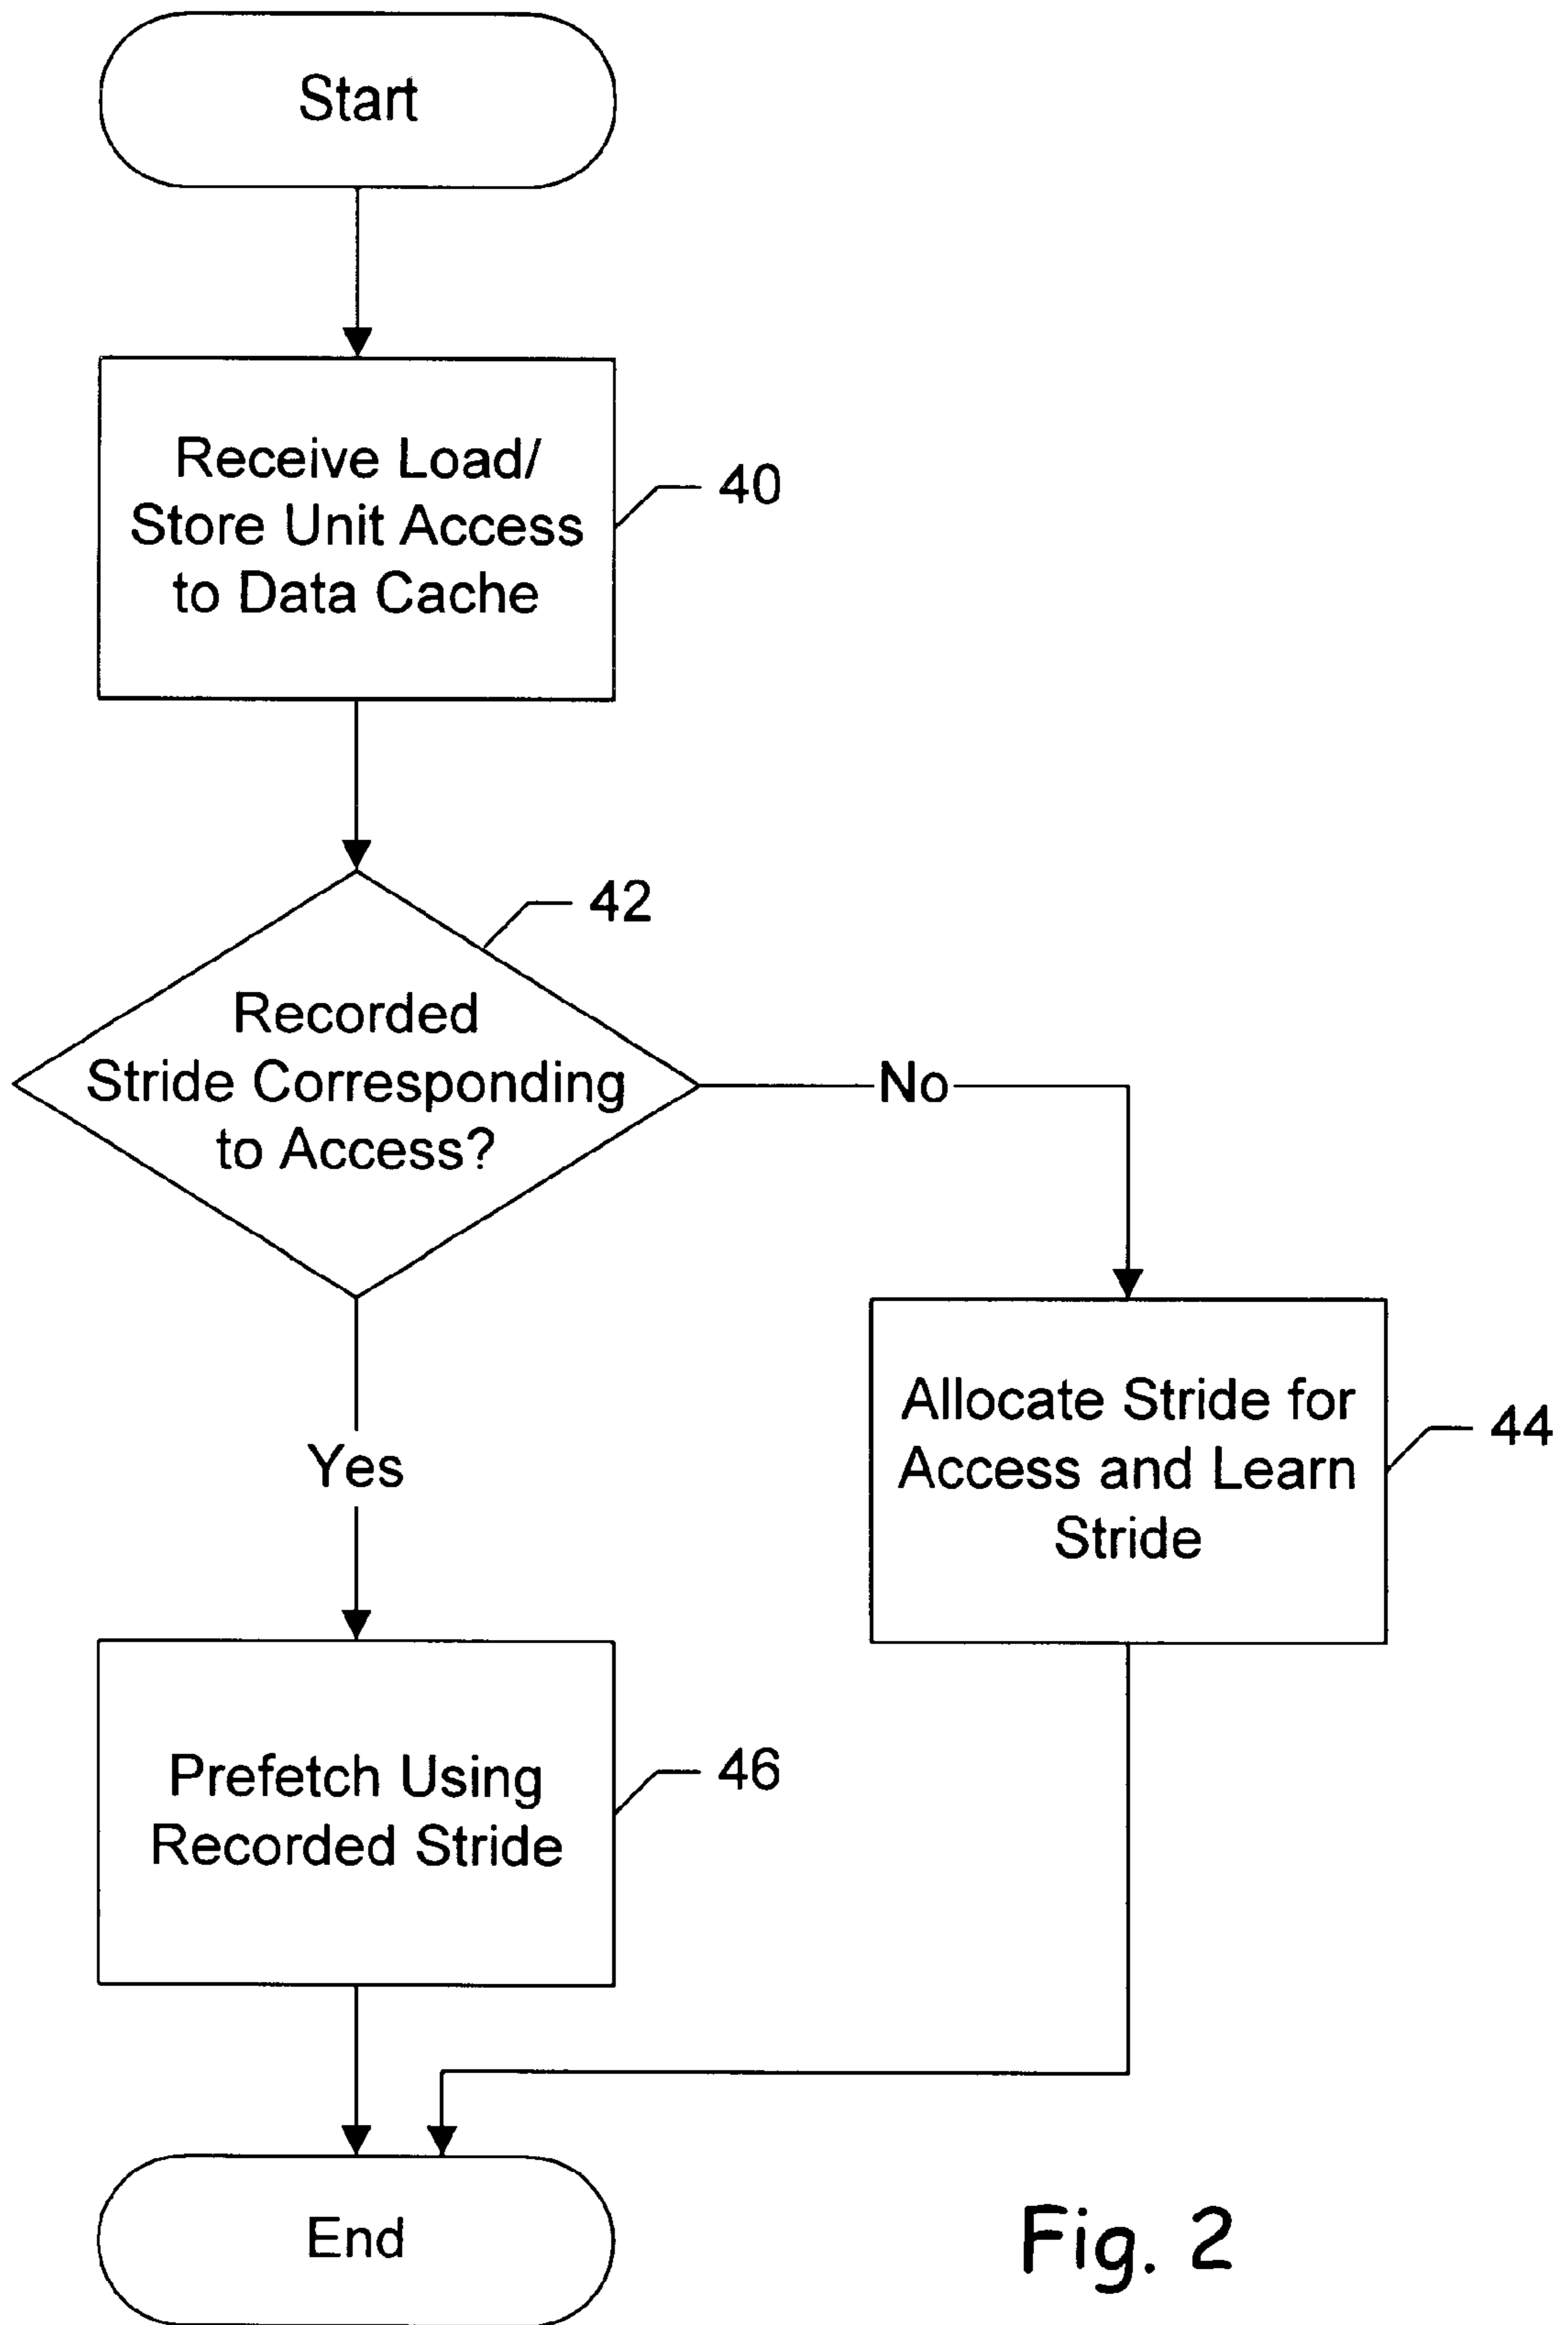 Start
Receive Load/
Store Unit Access
to Data Cache
40
42
Recorded
Stride Corresponding
to Access?
No
Yes
Allocate Stride for
Access and Learn
Stride
44
Prefetch Using
Recorded Stride
46
End
Fig. 2